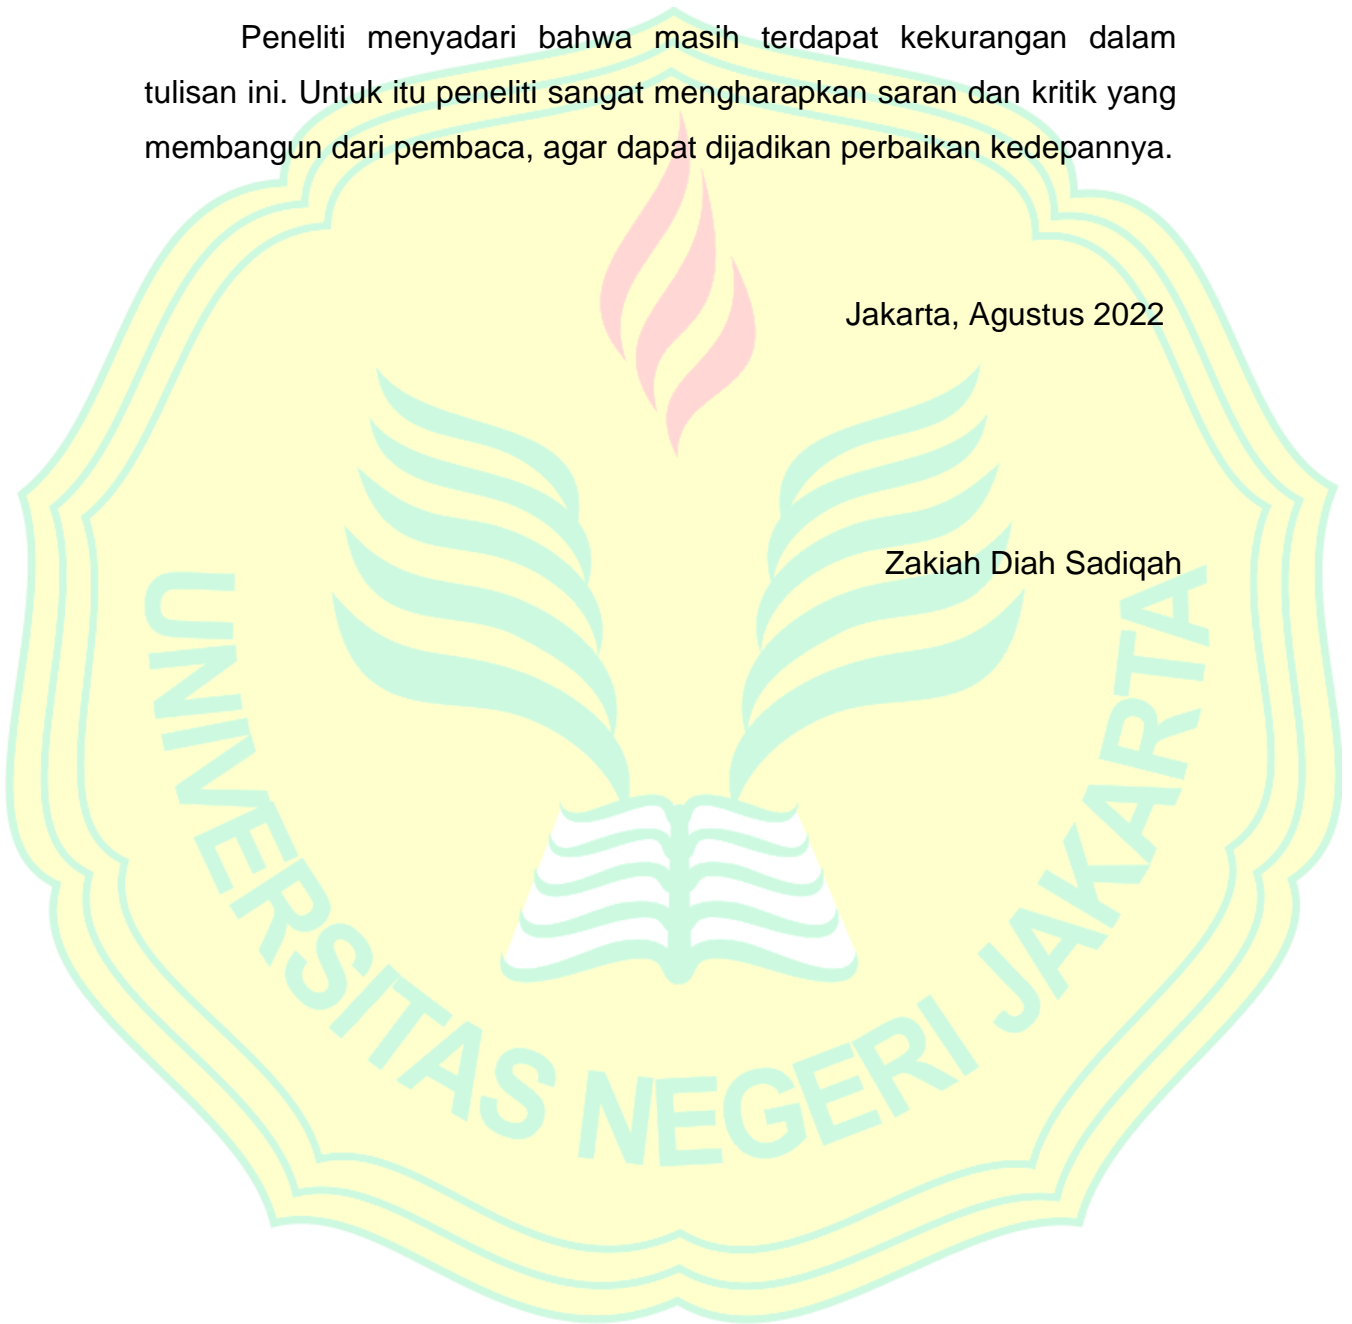 Peneliti menyadari bahwa masih terdapat kekurangan dalam
tulisan ini. Untuk itu peneliti sangat mengharapkan saran dan kritik yang
membangun dari pembaca, agar dapat dijadikan perbaikan kedepannya.
Jakarta, Agustus 2022
Zakiah Diah Sadiqah
UNIVERSITAS NEGERI JAKARTA